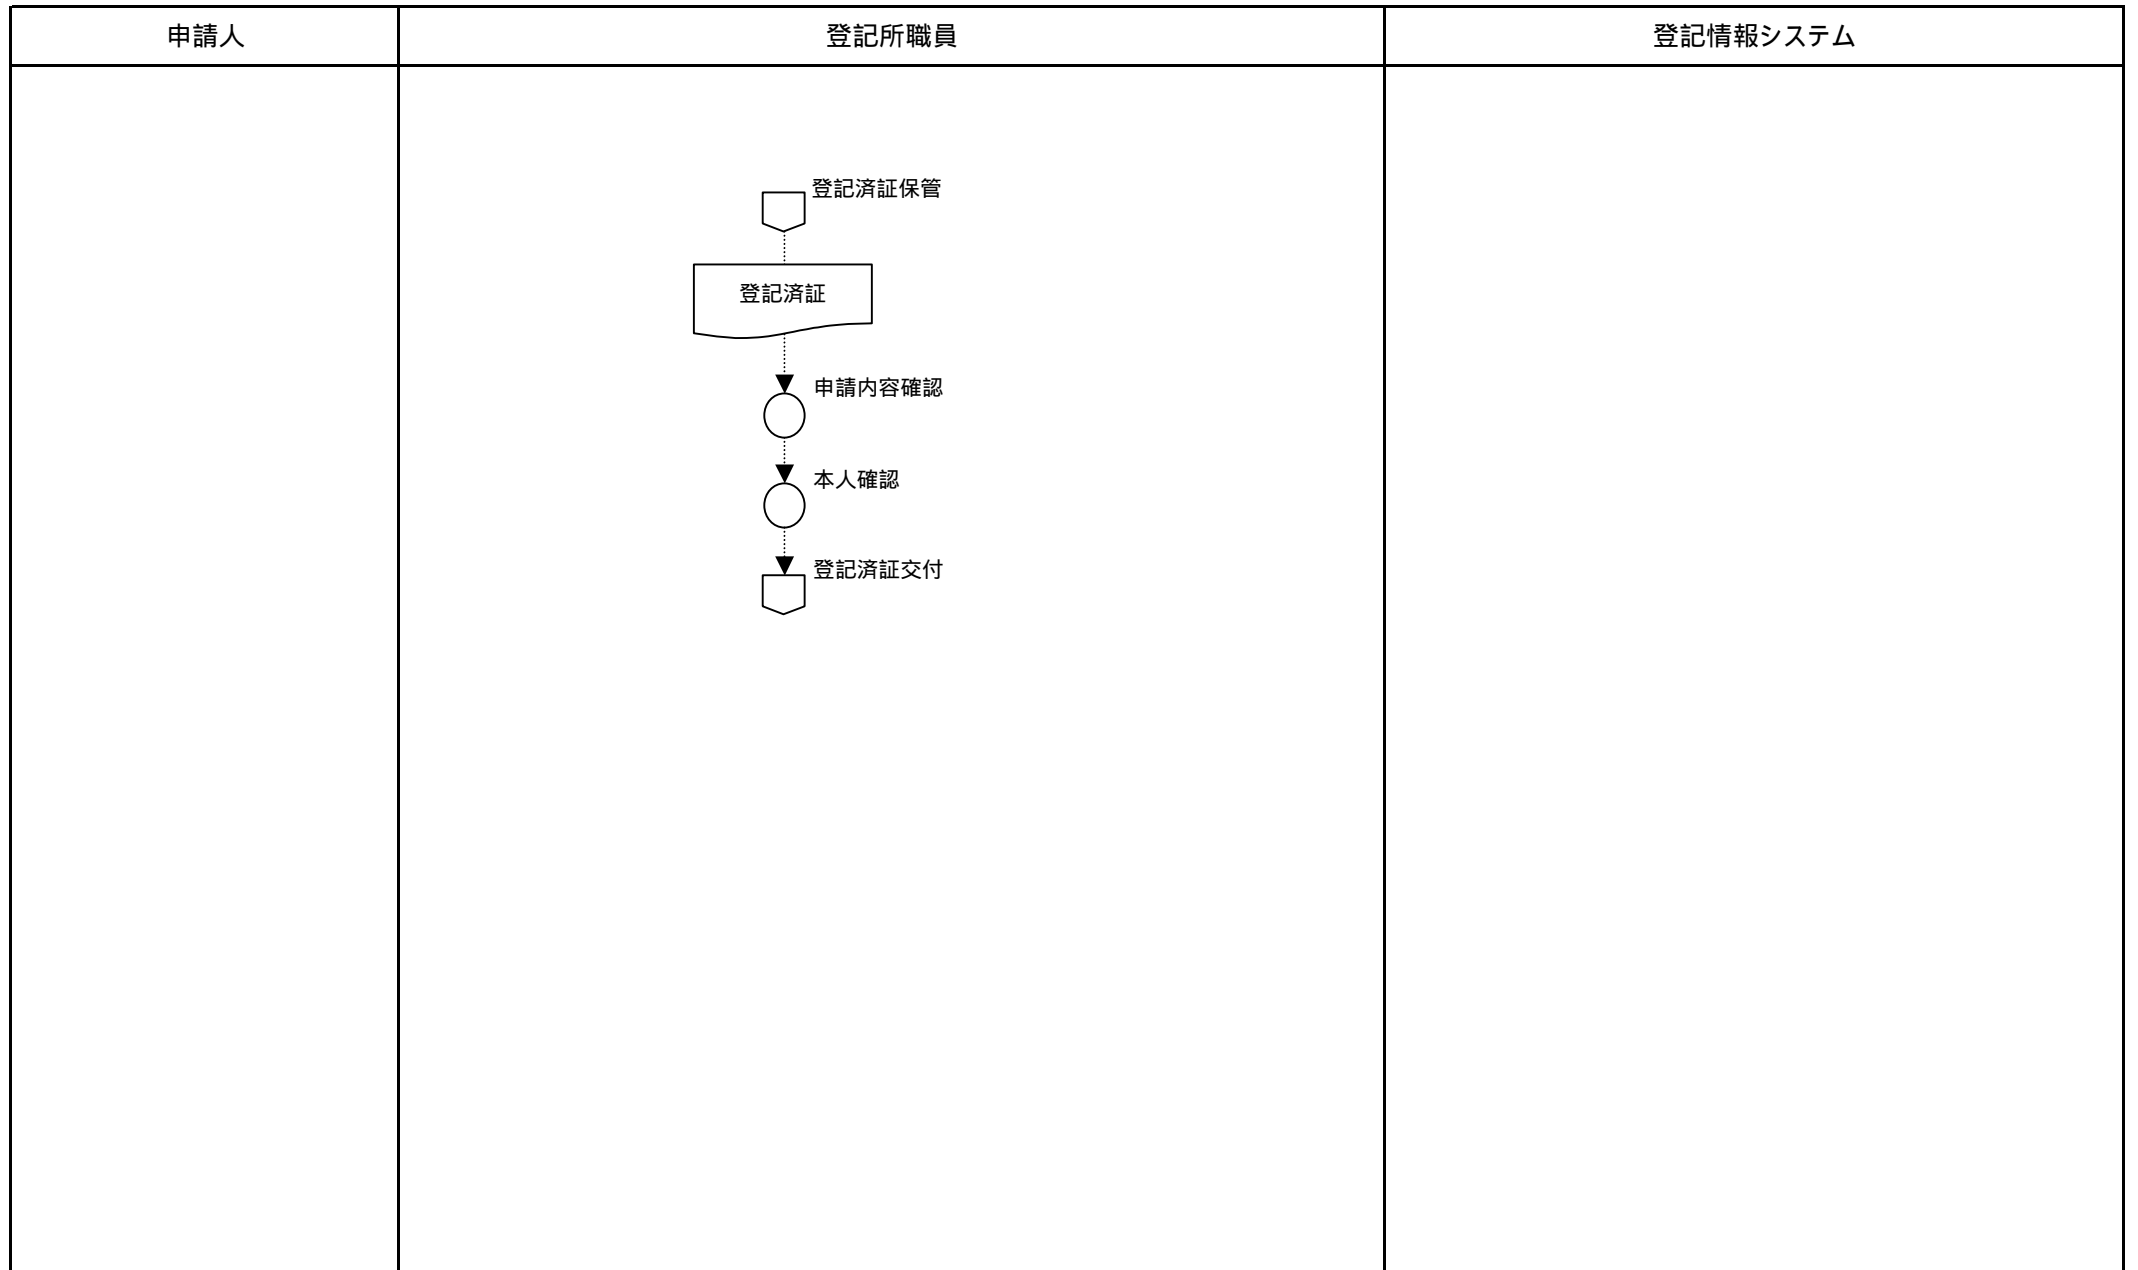 申請人
登記所職員
登記情報システム
登記済証保管
登記済証
申請内容確認
本人確認
登記済証交付